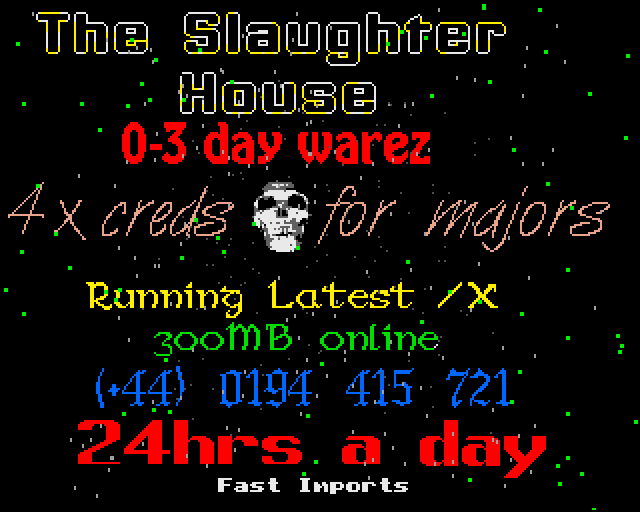 The Slaughter
House
0-3 day warez
4x creds for majors
Running Latest /X
300MB online
(+44) 0194 415 721
24hrs a day
Fast Imports